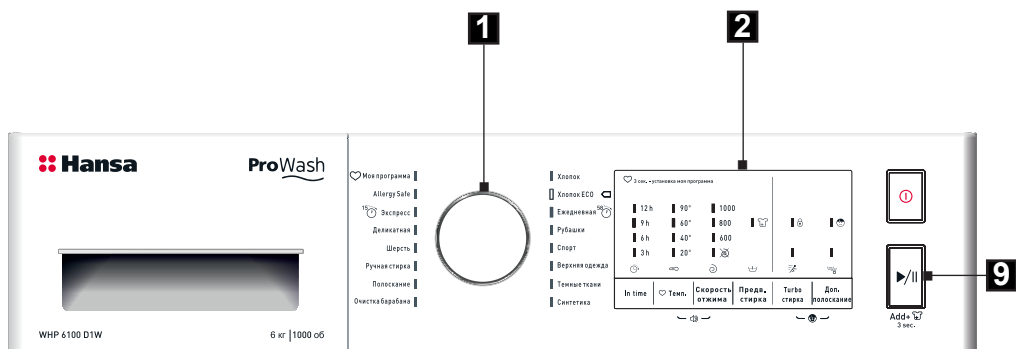 1
2
Hansa
ProWash
Моя программа
Allergy Safe
15' Экспресс
Деликатная
Шерсть
Ручная стирка
Полоскание
Очистка барабана
Хлопок
Хлопок ECO
Ежедневная 58'
Рубашки
Спорт
Верхняя одежда
Темные ткани
Синтетика
3 сек. - установка моя программа
12 h 90° 1000
9 h 60° 800
6 h 40° 600
3 h 20°
In time Темп. Скорость отжима Предв. стирка Turbo стирка Доп. полоскание
9
Add+
3 sec.
WHP 6100 D1W
6 кг | 1000 об